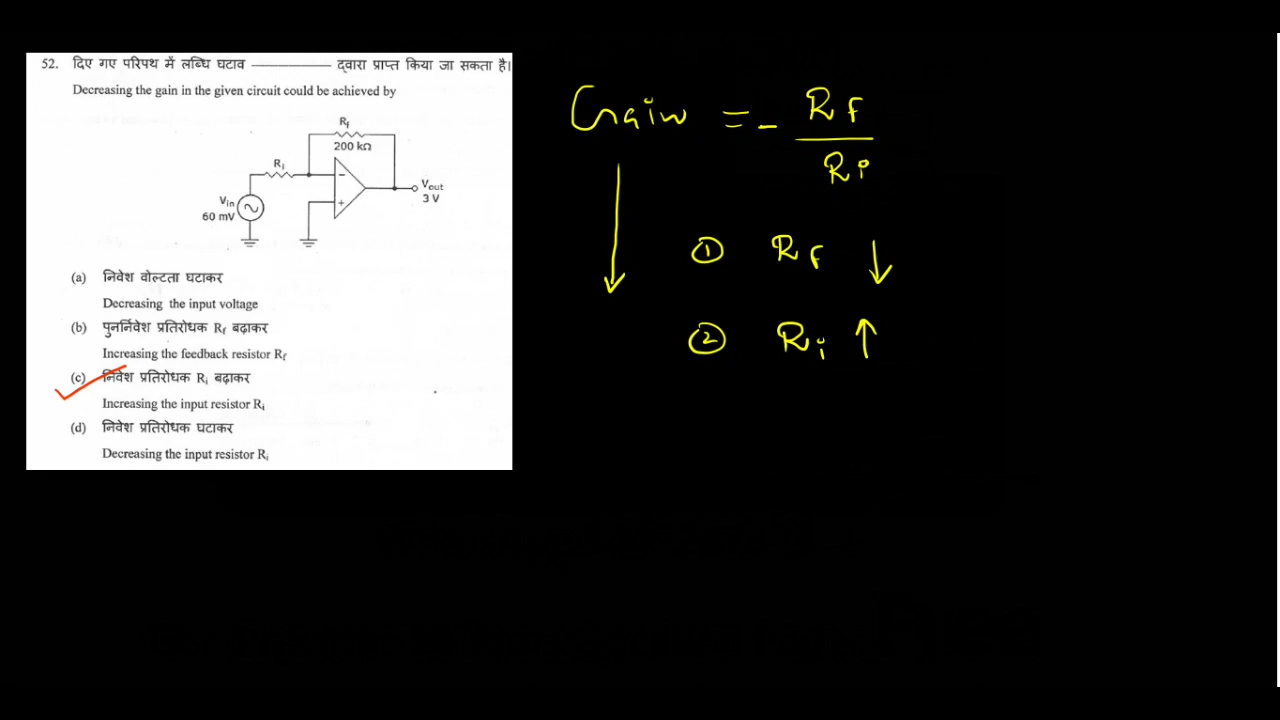 52. दिए गए परिपथ में लब्धि घटाव ___________ द्वारा प्राप्त किया जा सकता है।
Decreasing the gain in the given circuit could be achieved by
Rf
200 kΩ
Ri
Vin
60 mV
−
+
Vout
3 V
(a) निवेश वोल्टता घटाकर
Decreasing the input voltage
(b) पुनर्निवेश प्रतिरोधक Rf बढ़ाकर
Increasing the feedback resistor Rf
(c) निवेश प्रतिरोधक Ri बढ़ाकर
Increasing the input resistor Ri
(d) निवेश प्रतिरोधक घटाकर
Decreasing the input resistor Ri
Gain = - Rf
Ri
① Rf ↓
② Ri ↑